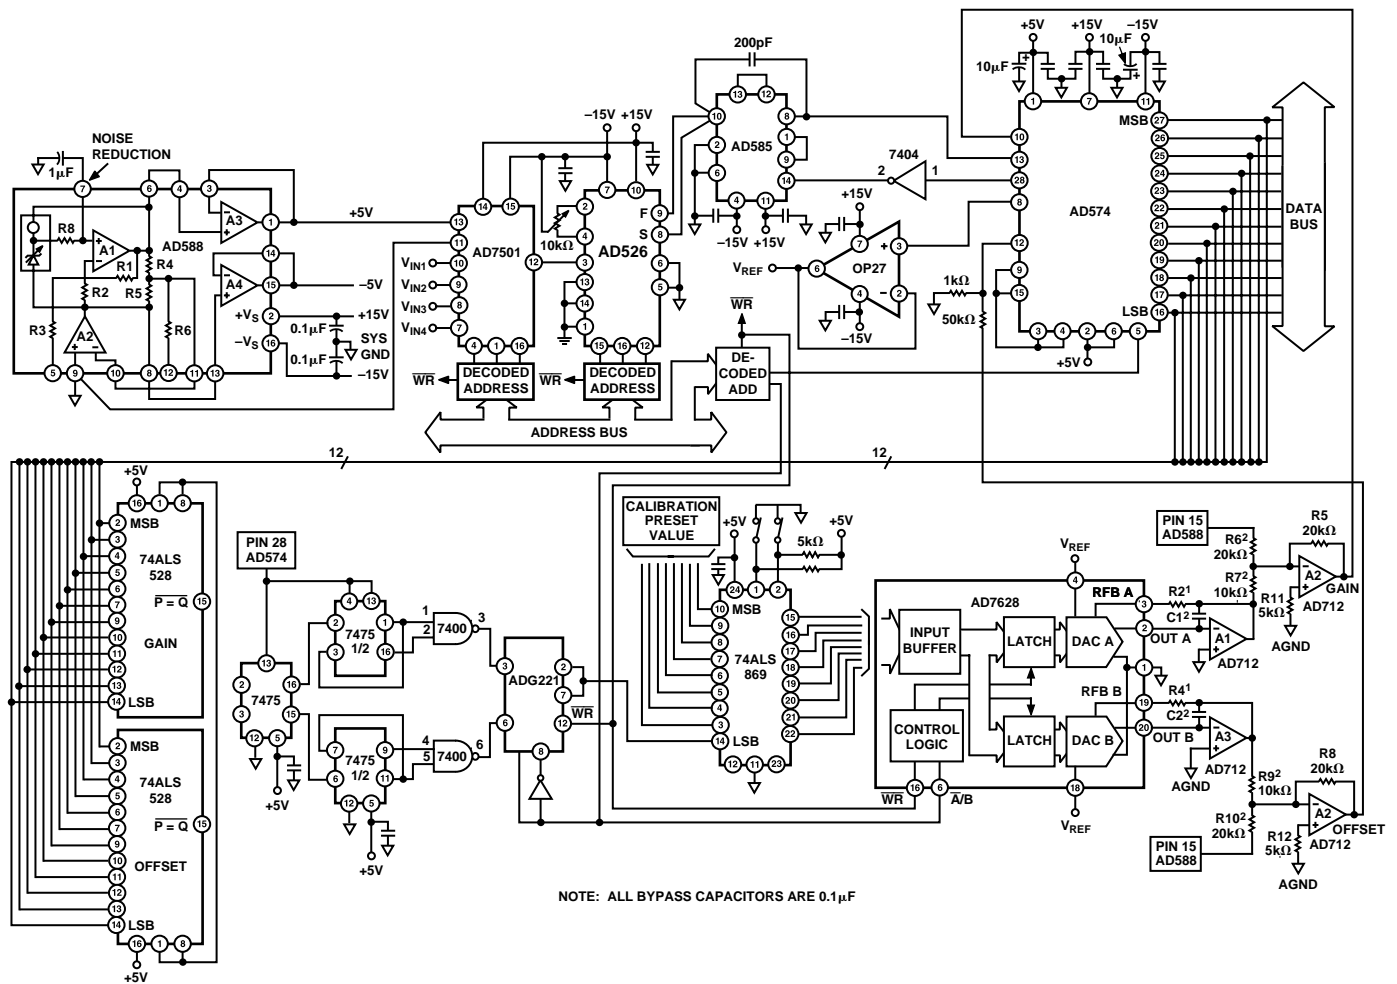 NOISE
REDUCTION
1µF
7
6
4
3
R8
A1
AD588
A3
1
R1
R4
R2
R5
A4
14
15
R3
A2
R6
+VS
2
–VS
16
5
9
10
8
12
11
13
+5V
–5V
+15V
0.1µF
SYS
GND
0.1µF
–15V
13
11
10
9
8
7
VIN1
VIN2
VIN3
VIN4
14
15
AD7501
12
4
1
16
WR
DECODED
ADDRESS
–15V
+15V
7
10
2
10kΩ
4
3
13
14
1
AD526
F
9
S
8
6
5
15
16
12
WR
DECODED
ADDRESS
ADDRESS BUS
200pF
13
12
10
8
2
AD585
1
9
6
14
4
11
–15V
+15V
7404
2
1
+15V
7
+
3
VREF
6
OP27
4
–
2
–15V
WR
DE-
CODED
ADD
1kΩ
50kΩ
+5V
+15V
–15V
10µF
10µF
1
7
11
10
13
28
8
12
9
15
AD574
MSB
27
26
25
24
23
22
21
20
19
18
17
LSB
16
3
4
2
6
5
+5V
DATA
BUS
12
12
+5V
16
1
8
2
MSB
3
4
5
6
7
9
10
11
12
13
14
LSB
74ALS
528
P = Q
15
GAIN
2
MSB
3
4
5
6
7
9
10
11
12
13
14
LSB
74ALS
528
P = Q
15
OFFSET
16
1
8
+5V
PIN 28
AD574
13
2
16
7475
3
15
12
5
+5V
4
13
2
1
7475
1/2
3
16
7
9
7475
1/2
6
11
12
5
+5V
1
2
7400
3
4
5
7400
6
3
2
ADG221
7
6
12
WR
8
CALIBRATION
PRESET
VALUE
+5V
5kΩ
+5V
24
1
2
10
MSB
9
8
7
6
5
4
3
14
LSB
74ALS
869
15
16
17
18
19
20
21
22
12
11
23
VREF
4
AD7628
RFB A
3
INPUT
BUFFER
LATCH
DAC A
2
OUT A
1
RFB B
19
CONTROL
LOGIC
LATCH
DAC B
20
OUT B
WR
16
6
A/B
18
VREF
PIN 15
AD588
R6²
20kΩ
R5
20kΩ
R7²
10kΩ
A2
GAIN
R11
5kΩ
AD712
AGND
R2¹
C1²
A1
AD712
R4¹
C2²
A3
AD712
AGND
R9²
10kΩ
R8
20kΩ
R10²
20kΩ
A2
OFFSET
R12
5kΩ
AD712
AGND
PIN 15
AD588
NOTE: ALL BYPASS CAPACITORS ARE 0.1µF